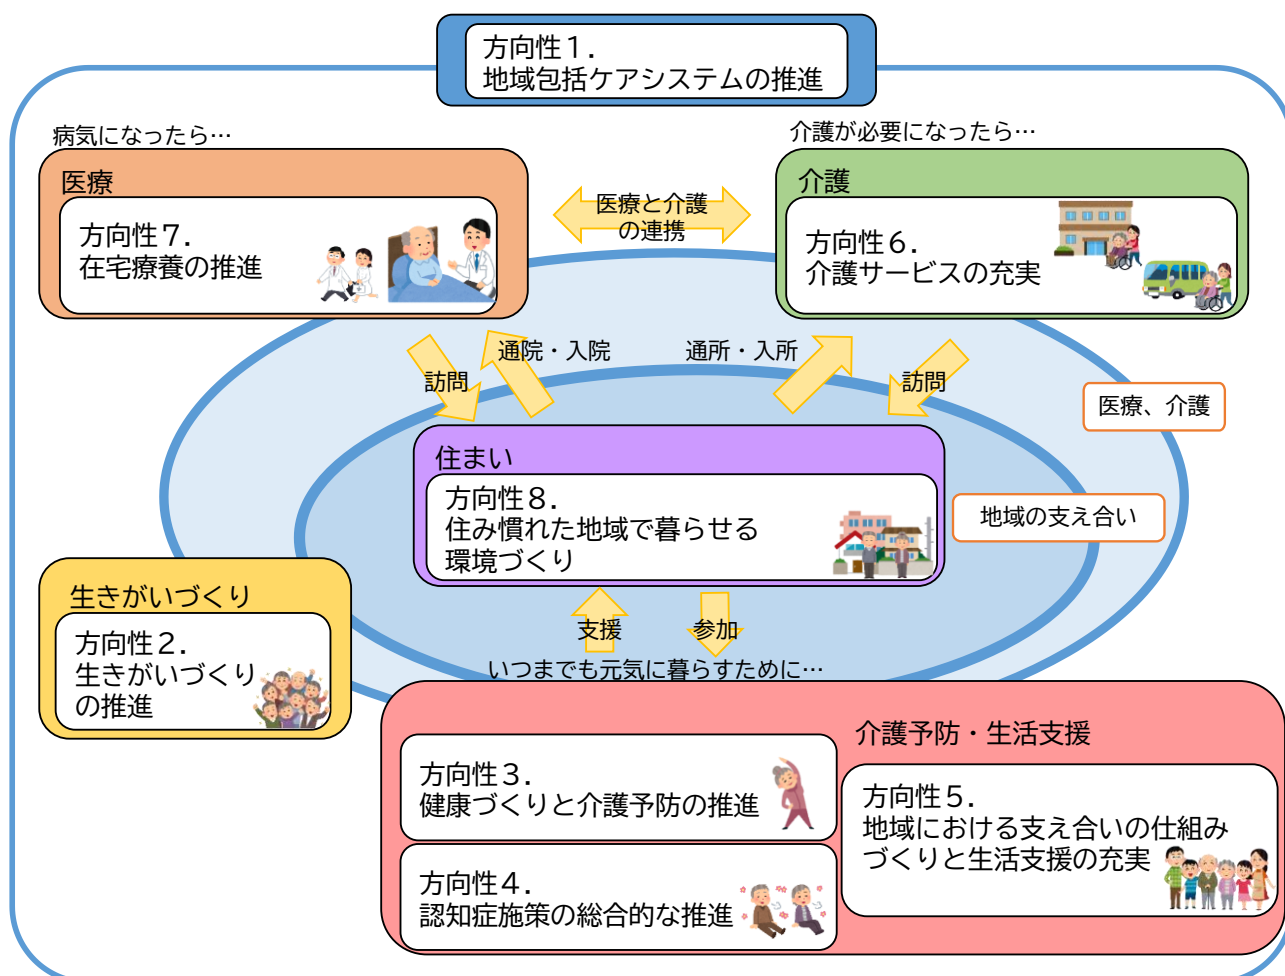 方向性１．
地域包括ケアシステムの推進
病気になったら…
介護が必要になったら…
医療
方向性７．
在宅療養の推進
医療と介護
の連携
介護
方向性６．
介護サービスの充実
訪問
通院・入院
通所・入所
訪問
医療、介護
住まい
方向性８．
住み慣れた地域で暮らせる
環境づくり
地域の支え合い
生きがいづくり
方向性２．
生きがいづくり
の推進
支援
参加
いつまでも元気に暮らすために…
介護予防・生活支援
方向性３．
健康づくりと介護予防の推進
方向性４．
認知症施策の総合的な推進
方向性５．
地域における支え合いの仕組み
づくりと生活支援の充実